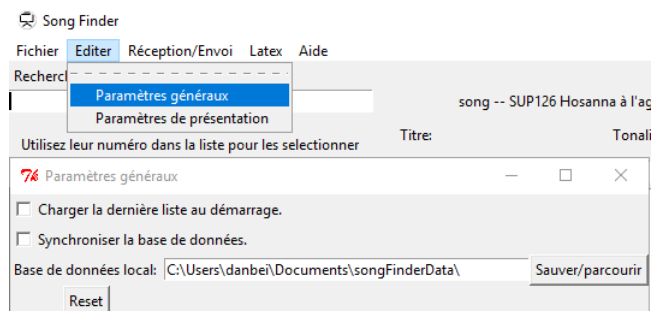 Song Finder
Fichier Editer Réception/Envoi Latex Aide
Recherc
Paramètres généraux
song -- SUP126 Hosanna à l'ag
Paramètres de présentation
Utilisez leur numéro dans la liste pour les selectionner
Titre:
Tonali
Paramètres généraux
Charger la dernière liste au démarrage.
Synchroniser la base de données.
Base de données local: C:\Users\danbei\Documents\songFinderData\ Sauver/parcourir
Reset